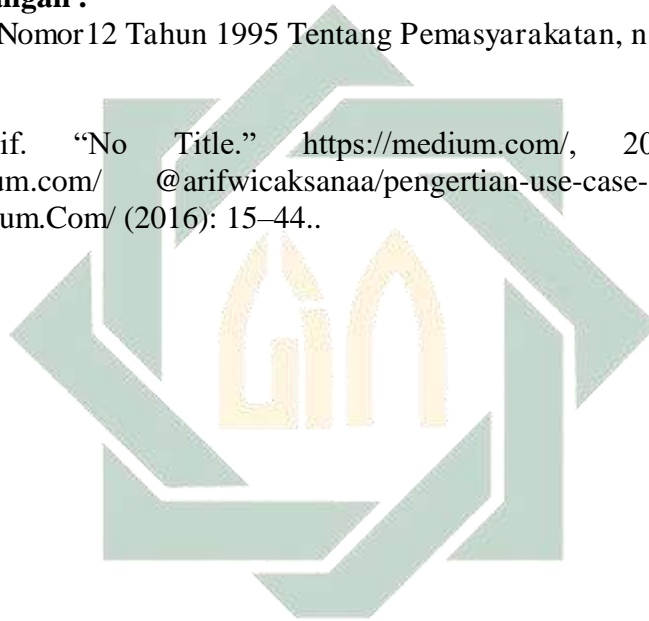 ngan :
Nomor12 Tahun 1995 Tentang Pemasyarakatan, n
if. “No Title.” https://medium.com/, 20
um.com/ @arifwicaksanaa/pengertian-use-case-
um.Com/ (2016): 15–44..